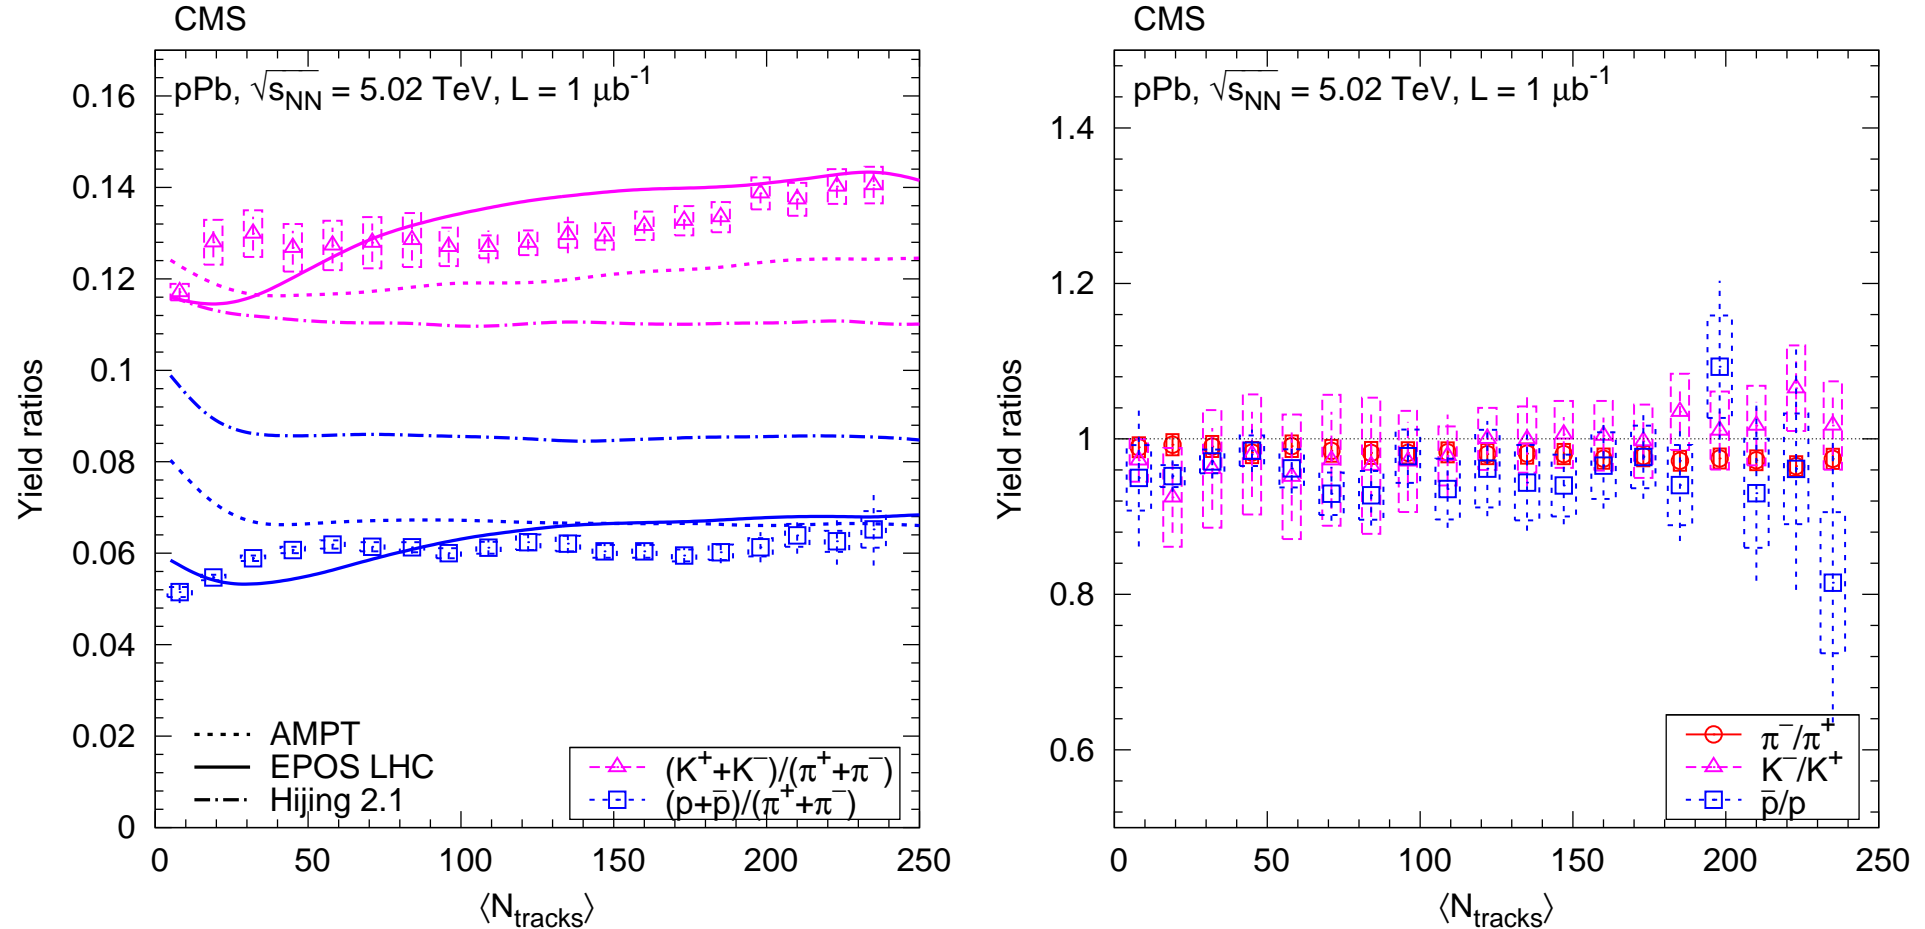 CMS
pPb, √sNN = 5.02 TeV, L = 1 μb⁻¹
0.16
0.14
0.12
0.1
0.08
0.06
0.04
0.02
0
Yield ratios
AMPT
EPOS LHC
Hijing 2.1
(K⁺+K⁻)/(π⁺+π⁻)
(p+p̄)/(π⁺+π⁻)
0 50 100 150 200 250
⟨Ntracks⟩
CMS
pPb, √sNN = 5.02 TeV, L = 1 μb⁻¹
1.4
1.2
1
0.8
0.6
Yield ratios
π⁻/π⁺
K⁻/K⁺
p̄/p
0 50 100 150 200 250
⟨Ntracks⟩